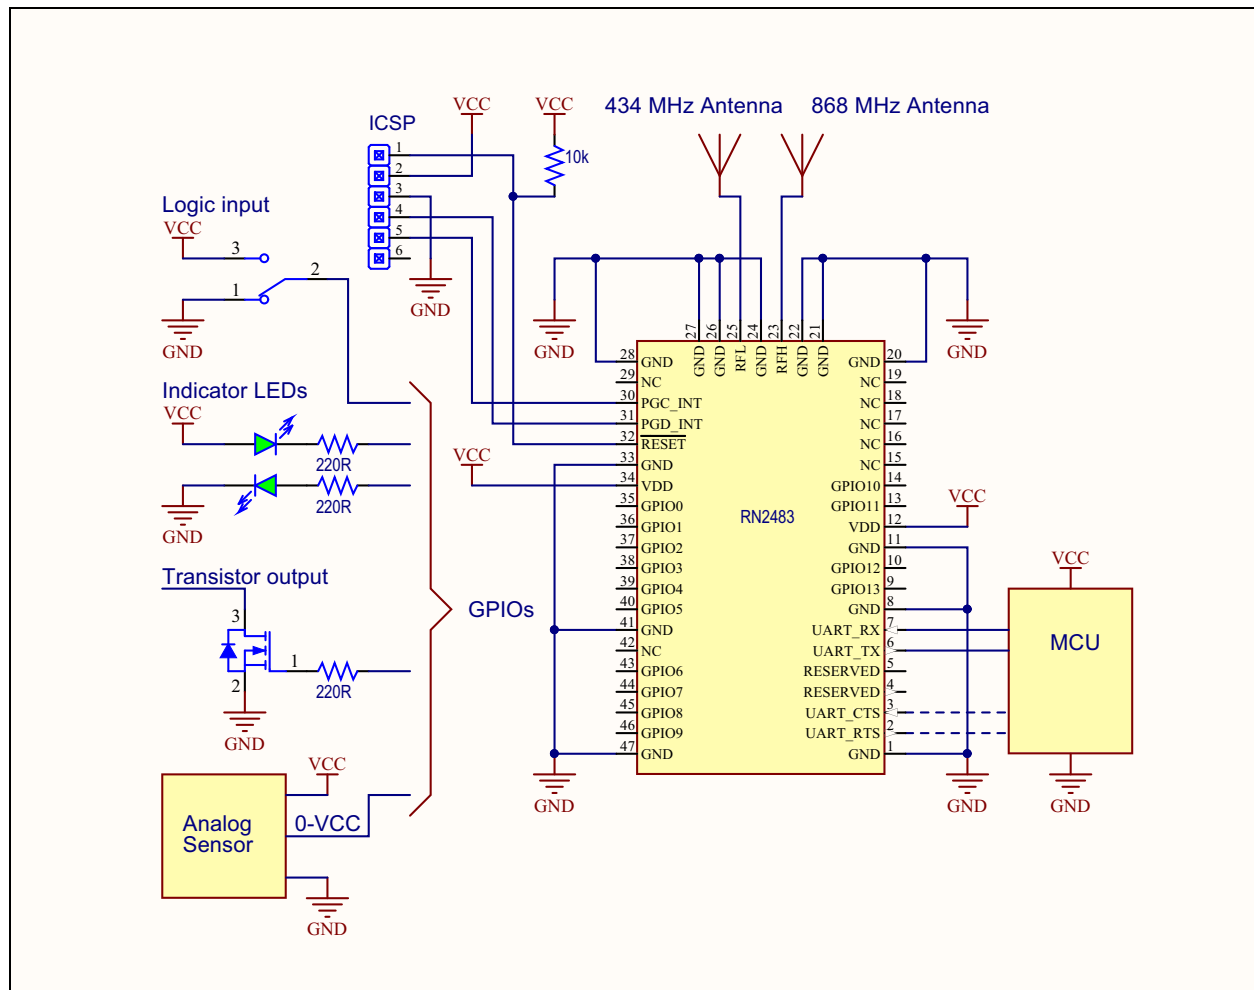 434 MHz Antenna
868 MHz Antenna
VCC
VCC
ICSP
1
2
3
4
5
6
10k
GND
Logic input
VCC
3
2
1
GND
Indicator LEDs
VCC
220R
220R
GND
Transistor output
3
1
2
220R
GND
Analog
Sensor
VCC
0-VCC
GND
GPIOs
GND
GND
27
26
25
24
23
22
21
GND
GND
RFL
GND
RFH
GND
GND
28 GND
29 NC
30 PGC_INT
31 PGD_INT
32 RESET
33 GND
34 VDD
35 GPIO0
36 GPIO1
37 GPIO2
38 GPIO3
39 GPIO4
40 GPIO5
41 GND
42 NC
43 GPIO6
44 GPIO7
45 GPIO8
46 GPIO9
47 GND
VCC
GND
RN2483
GND 20
NC 19
NC 18
NC 17
NC 16
NC 15
GPIO10 14
GPIO11 13
VDD 12
GND 11
GPIO12 10
GPIO13 9
GND 8
UART_RX 7
UART_TX 6
RESERVED 5
RESERVED 4
UART_CTS 3
UART_RTS 2
GND 1
VCC
GND
VCC
MCU
GND